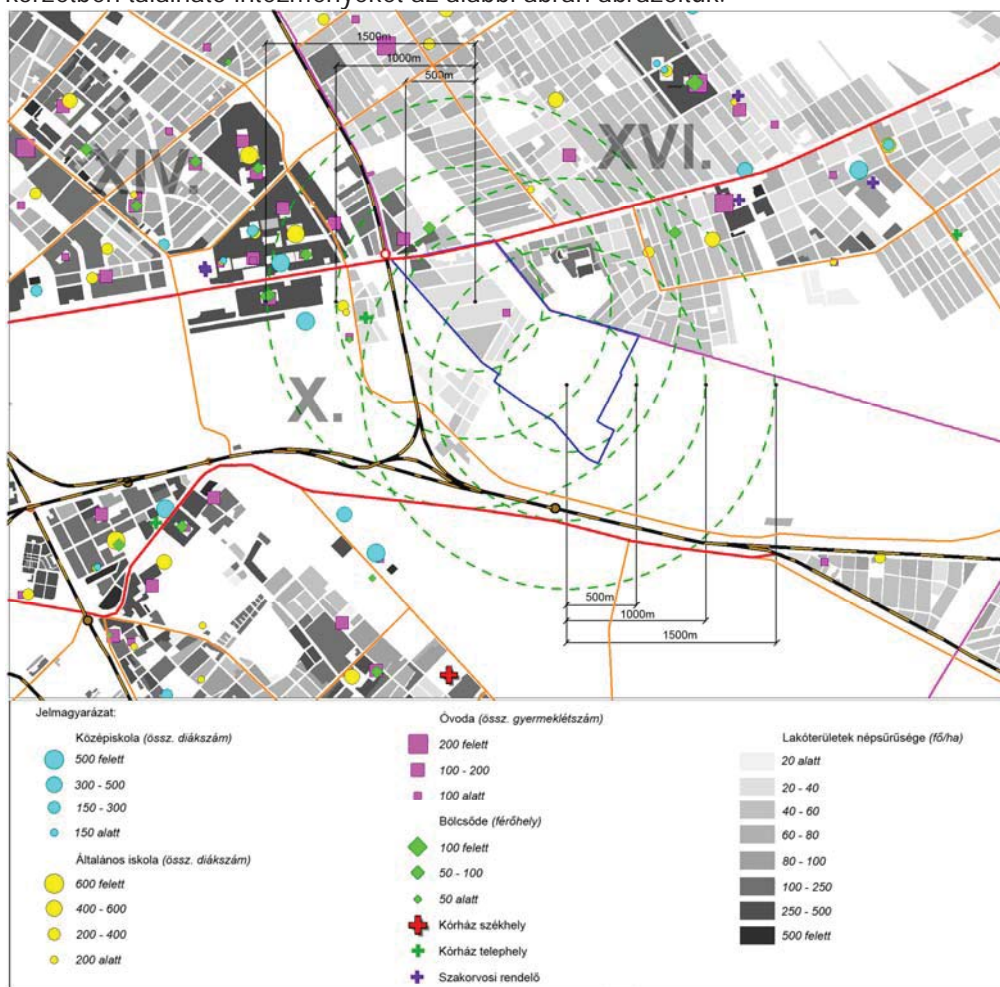 körzetben található intézményeket az alábbi ábrán ábrázoltuk.
1500m
1000m
500m
XIV.
XVI.
X.
500m
1000m
1500m
Jelmagyarázat:
Középiskola (össz. diákszám)
500 felett
300 - 500
150 - 300
150 alatt
Általános iskola (össz. diákszám)
600 felett
400 - 600
200 - 400
200 alatt
Óvoda (össz. gyermeklétszám)
200 felett
100 - 200
100 alatt
Bölcsőde (férőhely)
100 felett
50 - 100
50 alatt
Kórház székhely
Kórház telephely
Szakorvosi rendelő
Lakóterületek népsűrűsége (fő/ha)
20 alatt
20 - 40
40 - 60
60 - 80
80 - 100
100 - 250
250 - 500
500 felett